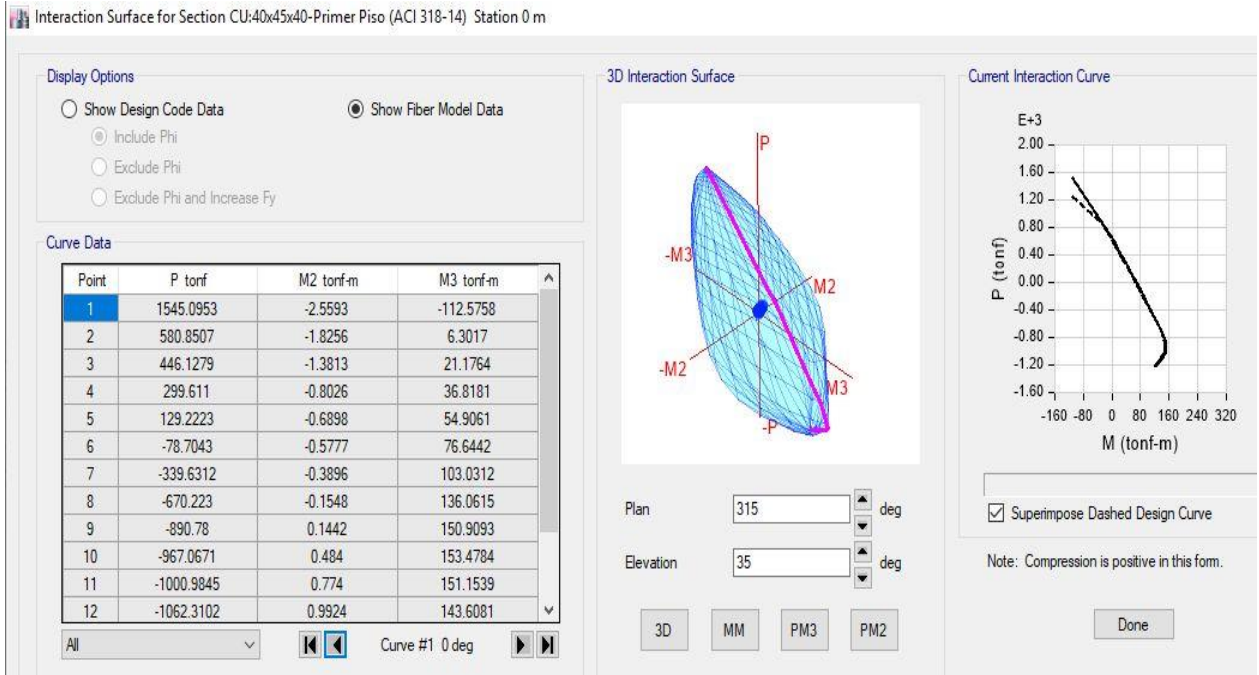 Interaction Surface for Section CU:40x45x40-Primer Piso (ACI 318-14) Station 0 m
Display Options
Show Design Code Data
Show Fiber Model Data
Include Phi
Exclude Phi
Exclude Phi and Increase Fy
Curve Data
Point P tonf M2 tonf-m M3 tonf-m
1 1545.0953 -2.5593 -112.5758
2 580.8507 -1.8256 6.3017
3 446.1279 -1.3813 21.1764
4 299.611 -0.8026 36.8181
5 129.2223 -0.6898 54.9061
6 -78.7043 -0.5777 76.6442
7 -339.6312 -0.3896 103.0312
8 -670.223 -0.1548 136.0615
9 -890.78 0.1442 150.9093
10 -967.0671 0.484 153.4784
11 -1000.9845 0.774 151.1539
12 -1062.3102 0.9924 143.6081
All
Curve #1 0 deg
3D Interaction Surface
P
-M3
M2
-M2
M3
-P
Plan 315 deg
Elevation 35 deg
3D MM PM3 PM2
Current Interaction Curve
E+3
2.00
1.60
1.20
0.80
0.40
0.00
-0.40
-0.80
-1.20
-1.60
-160 -80 0 80 160 240 320
P (tonf)
M (tonf-m)
Superimpose Dashed Design Curve
Note: Compression is positive in this form.
Done